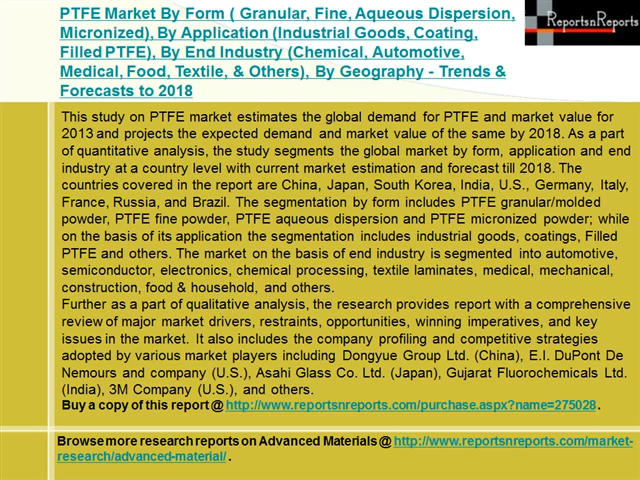 PTFE Market By Form ( Granular, Fine, Aqueous Dispersion,
Micronized), By Application (Industrial Goods, Coating,
Filled PTFE), By End Industry (Chemical, Automotive,
Medical, Food, Textile, & Others), By Geography - Trends &
Forecasts to 2018
ReportsnReports
This study on PTFE market estimates the global demand for PTFE and market value for
2013 and projects the expected demand and market value of the same by 2018. As a part
of quantitative analysis, the study segments the global market by form, application and end
industry at a country level with current market estimation and forecast till 2018. The
countries covered in the report are China, Japan, South Korea, India, U.S., Germany, Italy,
France, Russia, and Brazil. The segmentation by form includes PTFE granular/molded
powder, PTFE fine powder, PTFE aqueous dispersion and PTFE micronized powder; while
on the basis of its application the segmentation includes industrial goods, coatings, Filled
PTFE and others. The market on the basis of end industry is segmented into automotive,
semiconductor, electronics, chemical processing, textile laminates, medical, mechanical,
construction, food & household, and others.
Further as a part of qualitative analysis, the research provides report with a comprehensive
review of major market drivers, restraints, opportunities, winning imperatives, and key
issues in the market. It also includes the company profiling and competitive strategies
adopted by various market players including Dongyue Group Ltd. (China), E.I. DuPont De
Nemours and company (U.S.), Asahi Glass Co. Ltd. (Japan), Gujarat Fluorochemicals Ltd.
(India), 3M Company (U.S.), and others.
Buy a copy of this report @ http://www.reportsnreports.com/purchase.aspx?name=275028 .
Browse more research reports on Advanced Materials @ http://www.reportsnreports.com/market-
research/advanced-material/ .